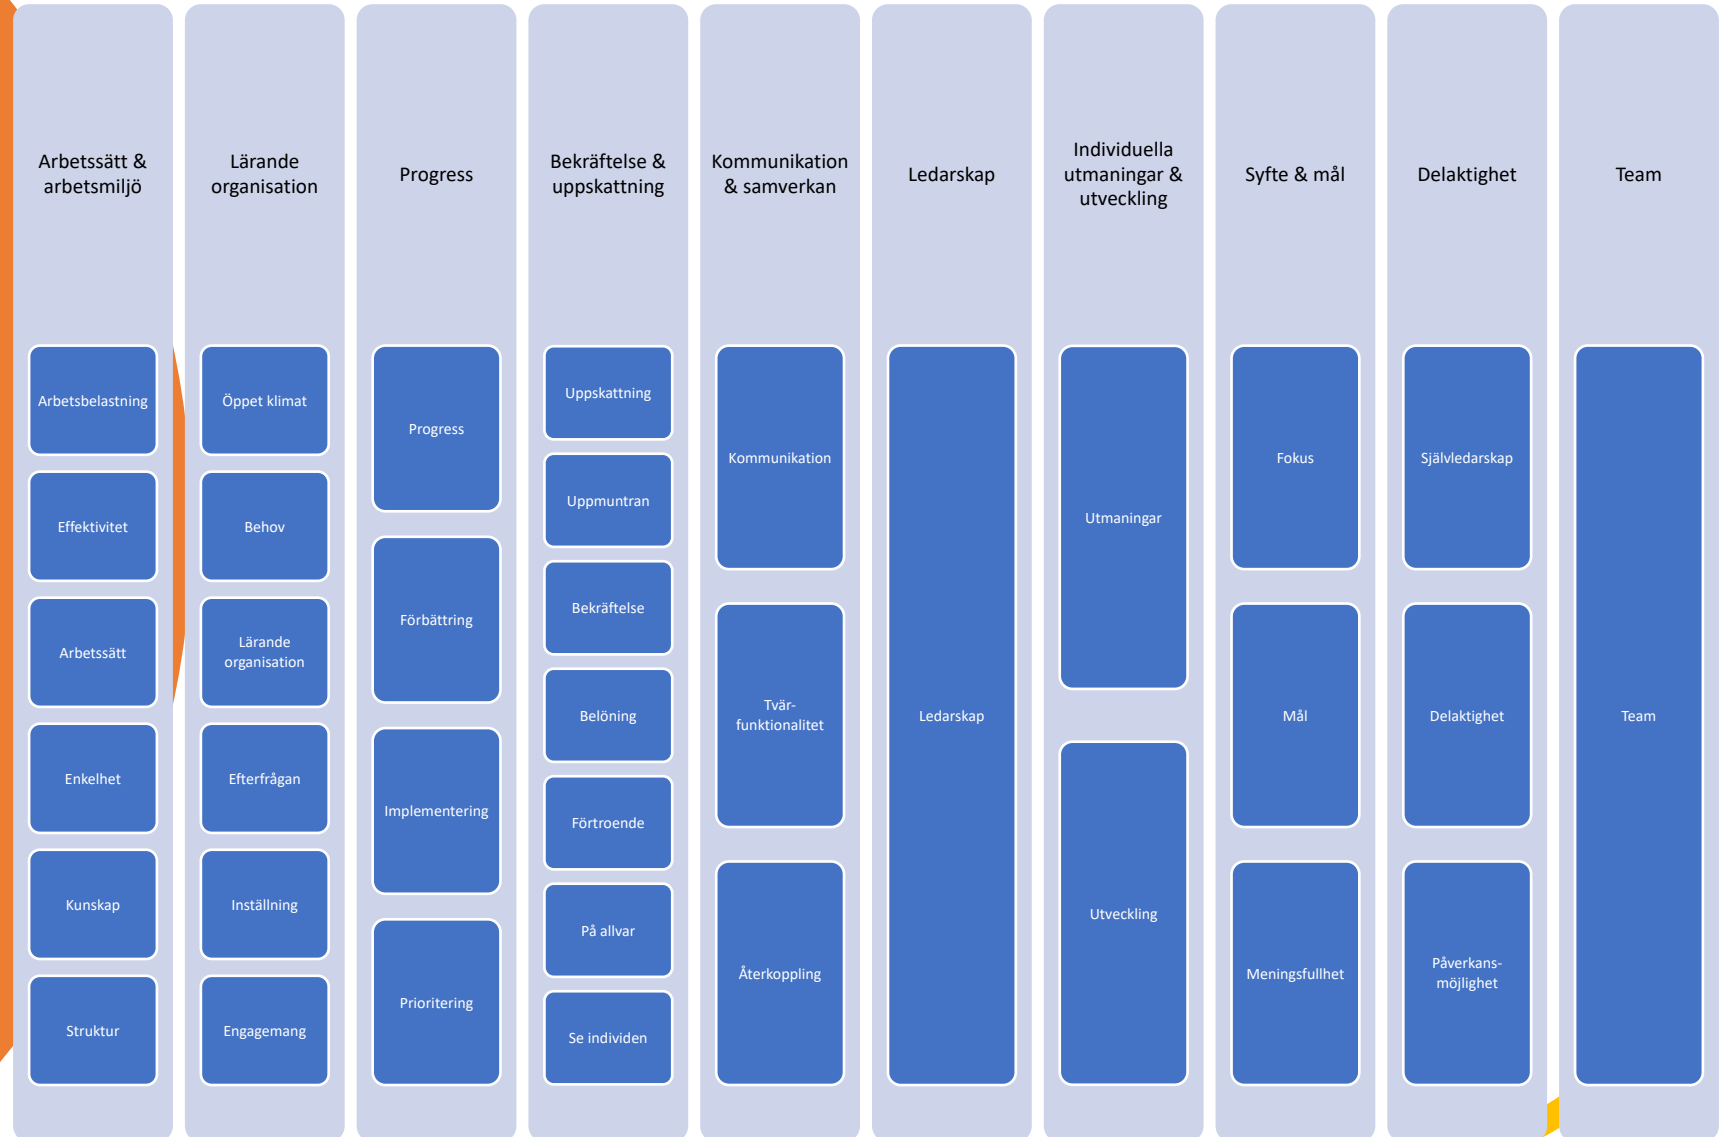 Arbetssätt &
arbetsmiljö
Arbetsbelastning
Effektivitet
Arbetssätt
Enkelhet
Kunskap
Struktur
Lärande
organisation
Öppet klimat
Behov
Lärande
organisation
Efterfrågan
Inställning
Engagemang
Progress
Progress
Förbättring
Implementering
Prioritering
Bekräftelse &
uppskattning
Uppskattning
Uppmuntran
Bekräftelse
Belöning
Förtroende
På allvar
Se individen
Kommunikation
& samverkan
Kommunikation
Tvär-
funktionalitet
Återkoppling
Ledarskap
Ledarskap
Individuella
utmaningar &
utveckling
Utmaningar
Utveckling
Syfte & mål
Fokus
Mål
Meningsfullhet
Delaktighet
Självledarskap
Delaktighet
Påverkans-
möjlighet
Team
Team